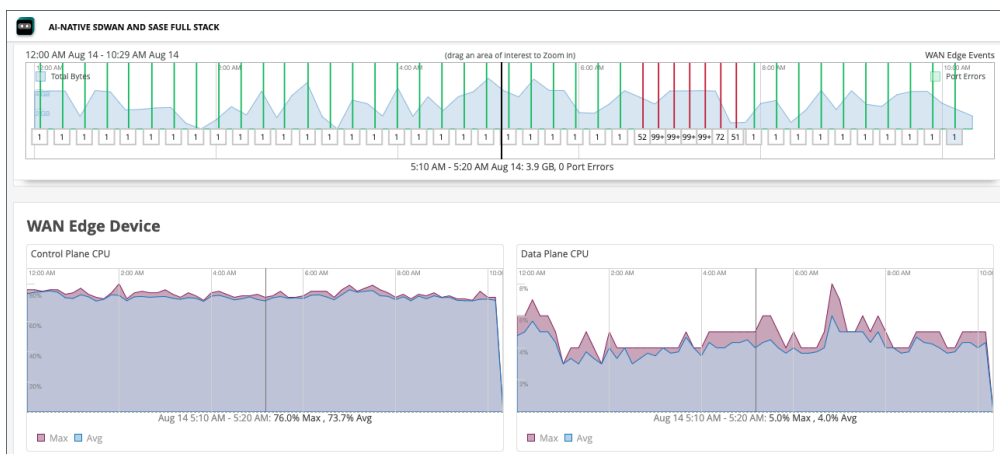 AI-NATIVE SDWAN AND SASE FULL STACK
12:00 AM Aug 14 - 10:29 AM Aug 14 (drag an area of interest to Zoom in) WAN Edge Events
12:00 AM 2:00 AM 4:00 AM 6:00 AM 8:00 AM 10:00 AM
Total Bytes Port Errors
1 1 1 1 1 1 1 1 1 1 1 1 1 1 1 1 1 1 1 1 1 1 1 1 1 1 1 52 99+ 99+ 99+ 99+ 72 51 1 1 1 1 1 1 1 1 1 1
5:10 AM - 5:20 AM Aug 14: 3.9 GB, 0 Port Errors
WAN Edge Device
Control Plane CPU
12:00 AM 2:00 AM 4:00 AM 6:00 AM 8:00 AM 10:0
80%
60%
40%
20%
Aug 14 5:10 AM - 5:20 AM: 76.0% Max , 73.7% Avg
Max Avg
Data Plane CPU
12:00 AM 2:00 AM 4:00 AM 6:00 AM 8:00 AM 10:0
8%
6%
4%
2%
Aug 14 5:10 AM - 5:20 AM: 5.0% Max , 4.0% Avg
Max Avg